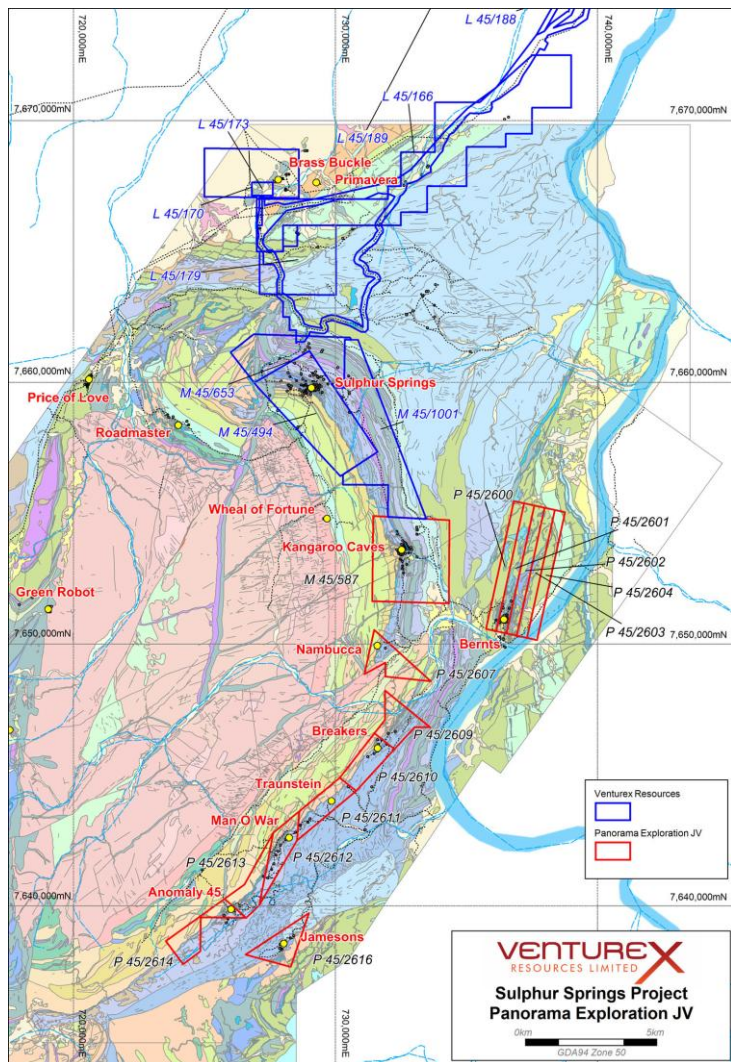 720,000mE
730,000mE
740,000mE
L 45/188
7,670,000mN
7,670,000mN
L 45/166
L 45/173
L 45/189
Brass Buckle
Primavera
L 45/170
L 45/179
7,660,000mN
7,660,000mN
Sulphur Springs
M 45/653
Price of Love
M 45/1001
Roadmaster
M 45/494
P 45/2600
Wheal of Fortune
P 45/2601
Kangaroo Caves
P 45/2602
M 45/587
P 45/2604
Green Robot
P 45/2603
7,650,000mN
7,650,000mN
Nambucca
Bernts
P 45/2607
Breakers
P 45/2609
P 45/2610
Traunstein
Venturex Resources
Man O War
P 45/2611
Panorama Exploration JV
P 45/2613
P 45/2612
Anomaly 45
7,640,000mN
7,640,000mN
Jamesons
P 45/2614
P 45/2616
VENTUREX
RESOURCES LIMITED
Sulphur Springs Project
Panorama Exploration JV
0km
5km
GDA94 Zone 50
720,000mE
730,000mE